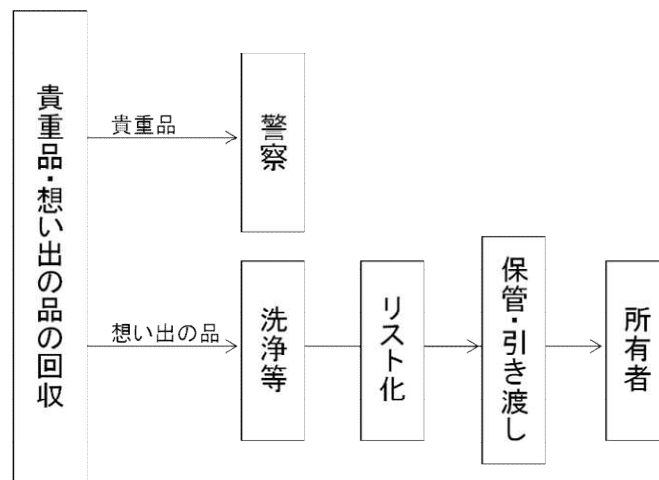 貴重品・想い出の品の回収
貴重品
警察
想い出の品
洗浄等
リスト化
保管・引き渡し
所有者